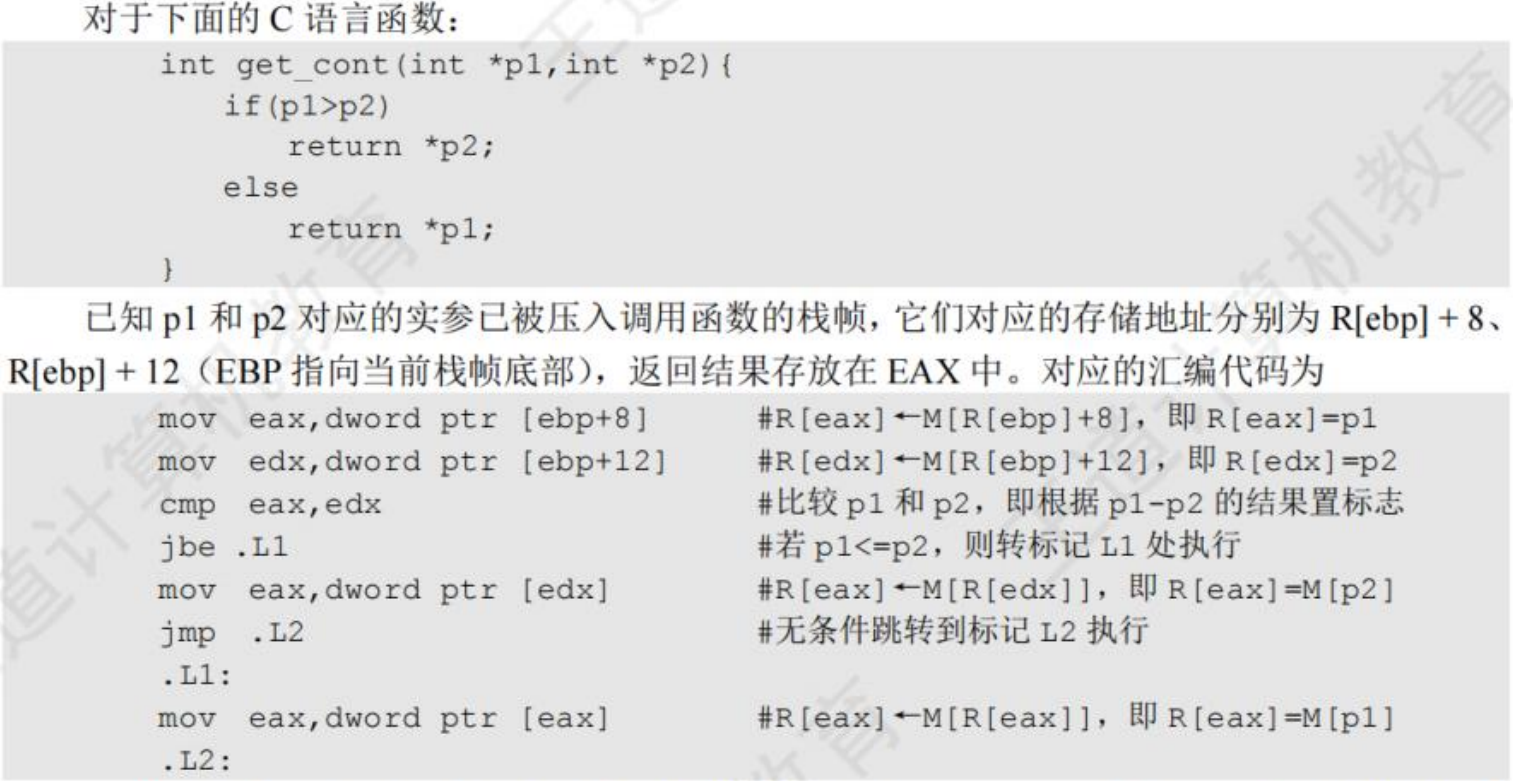 对于下面的 C 语言函数：
int get_cont(int *p1,int *p2){
if(p1>p2)
return *p2;
else
return *p1;
}
已知 p1 和 p2 对应的实参已被压入调用函数的栈帧，它们对应的存储地址分别为 R[ebp] + 8、
R[ebp] + 12（EBP 指向当前栈帧底部），返回结果存放在 EAX 中。对应的汇编代码为
mov eax,dword ptr [ebp+8] #R[eax]←M[R[ebp]+8]，即 R[eax]=p1
mov edx,dword ptr [ebp+12] #R[edx]←M[R[ebp]+12]，即 R[edx]=p2
cmp eax,edx #比较 p1 和 p2，即根据 p1-p2 的结果置标志
jbe .L1 #若 p1<=p2，则转标记 L1 处执行
mov eax,dword ptr [edx] #R[eax]←M[R[edx]]，即 R[eax]=M[p2]
jmp .L2 #无条件跳转到标记 L2 执行
.L1:
mov eax,dword ptr [eax] #R[eax]←M[R[eax]]，即 R[eax]=M[p1]
.L2: